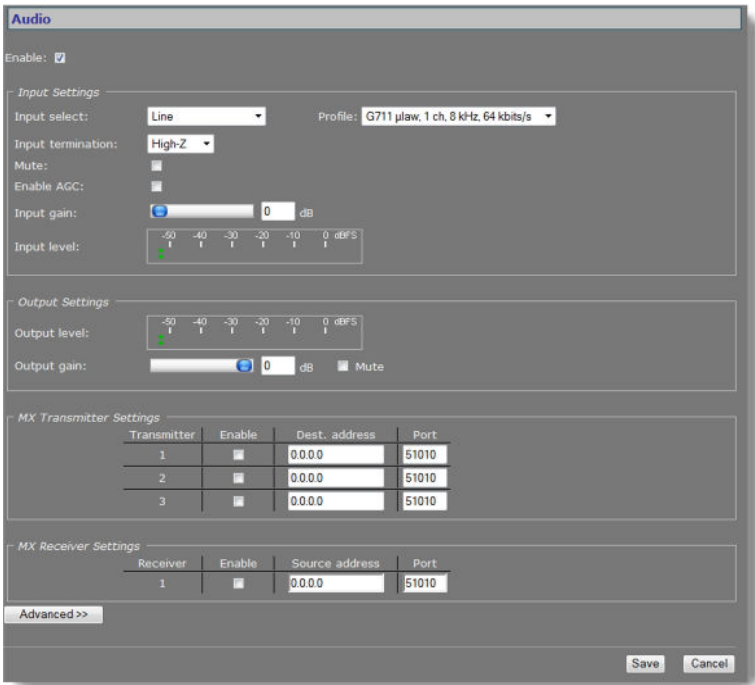 Audio
Enable:
Input Settings
Input select: Line Profile: G711 µlaw, 1 ch, 8 kHz, 64 kbits/s
Input termination: High-Z
Mute:
Enable AGC:
Input gain: 0 dB
-50 -40 -30 -20 -10 0 dBFS
Input level:
Output Settings
-50 -40 -30 -20 -10 0 dBFS
Output level:
Output gain: 0 dB Mute
MX Transmitter Settings
Transmitter Enable Dest. address Port
1 0.0.0.0 51010
2 0.0.0.0 51010
3 0.0.0.0 51010
MX Receiver Settings
Receiver Enable Source address Port
1 0.0.0.0 51010
Advanced >>
Save Cancel